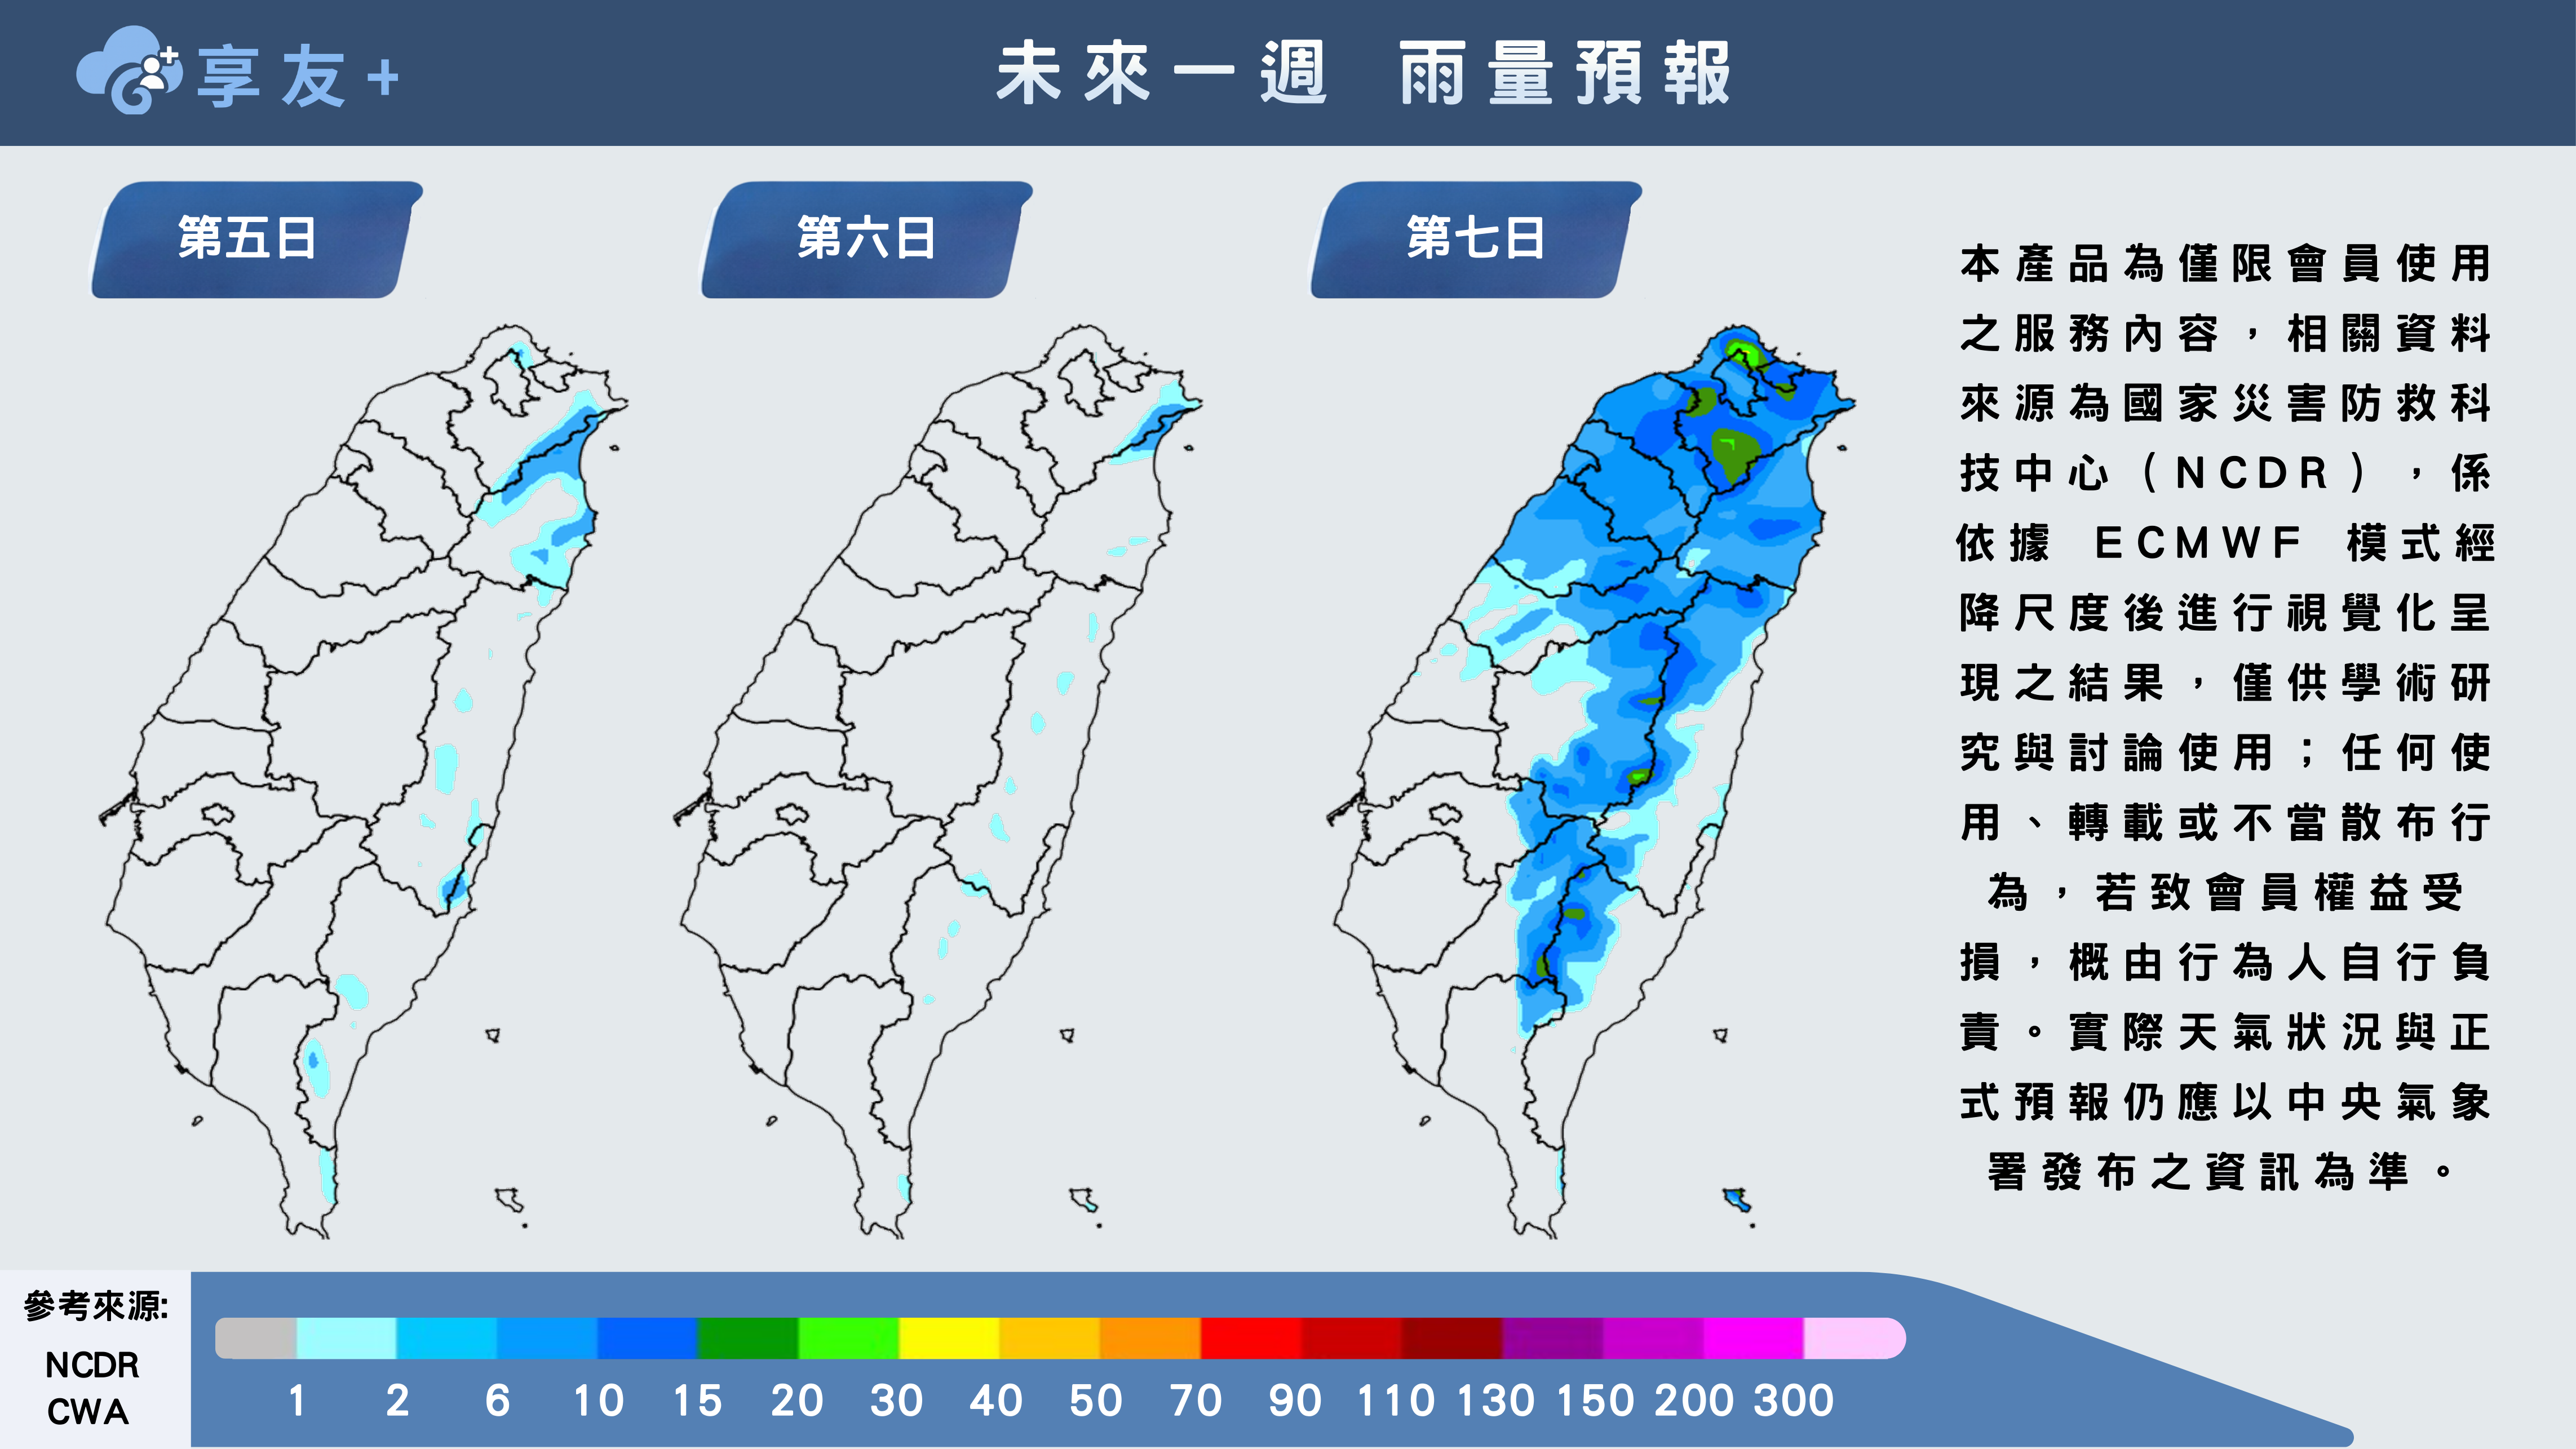 享友+
未來一週 雨量預報
第五日
第六日
第七日
本產品為僅限會員使用
之服務內容，相關資料
來源為國家災害防救科
技中心(NCDR)，係
依據 ECMWF 模式經
降尺度後進行視覺化呈
現之結果，僅供學術研
究與討論使用；任何使
用、轉載或不當散布行
為，若致會員權益受
損，概由行為人自行負
責。實際天氣狀況與正
式預報仍應以中央氣象
署發布之資訊為準。
參考來源:
NCDR
CWA
1 2 6 10 15 20 30 40 50 70 90 110 130 150 200 300